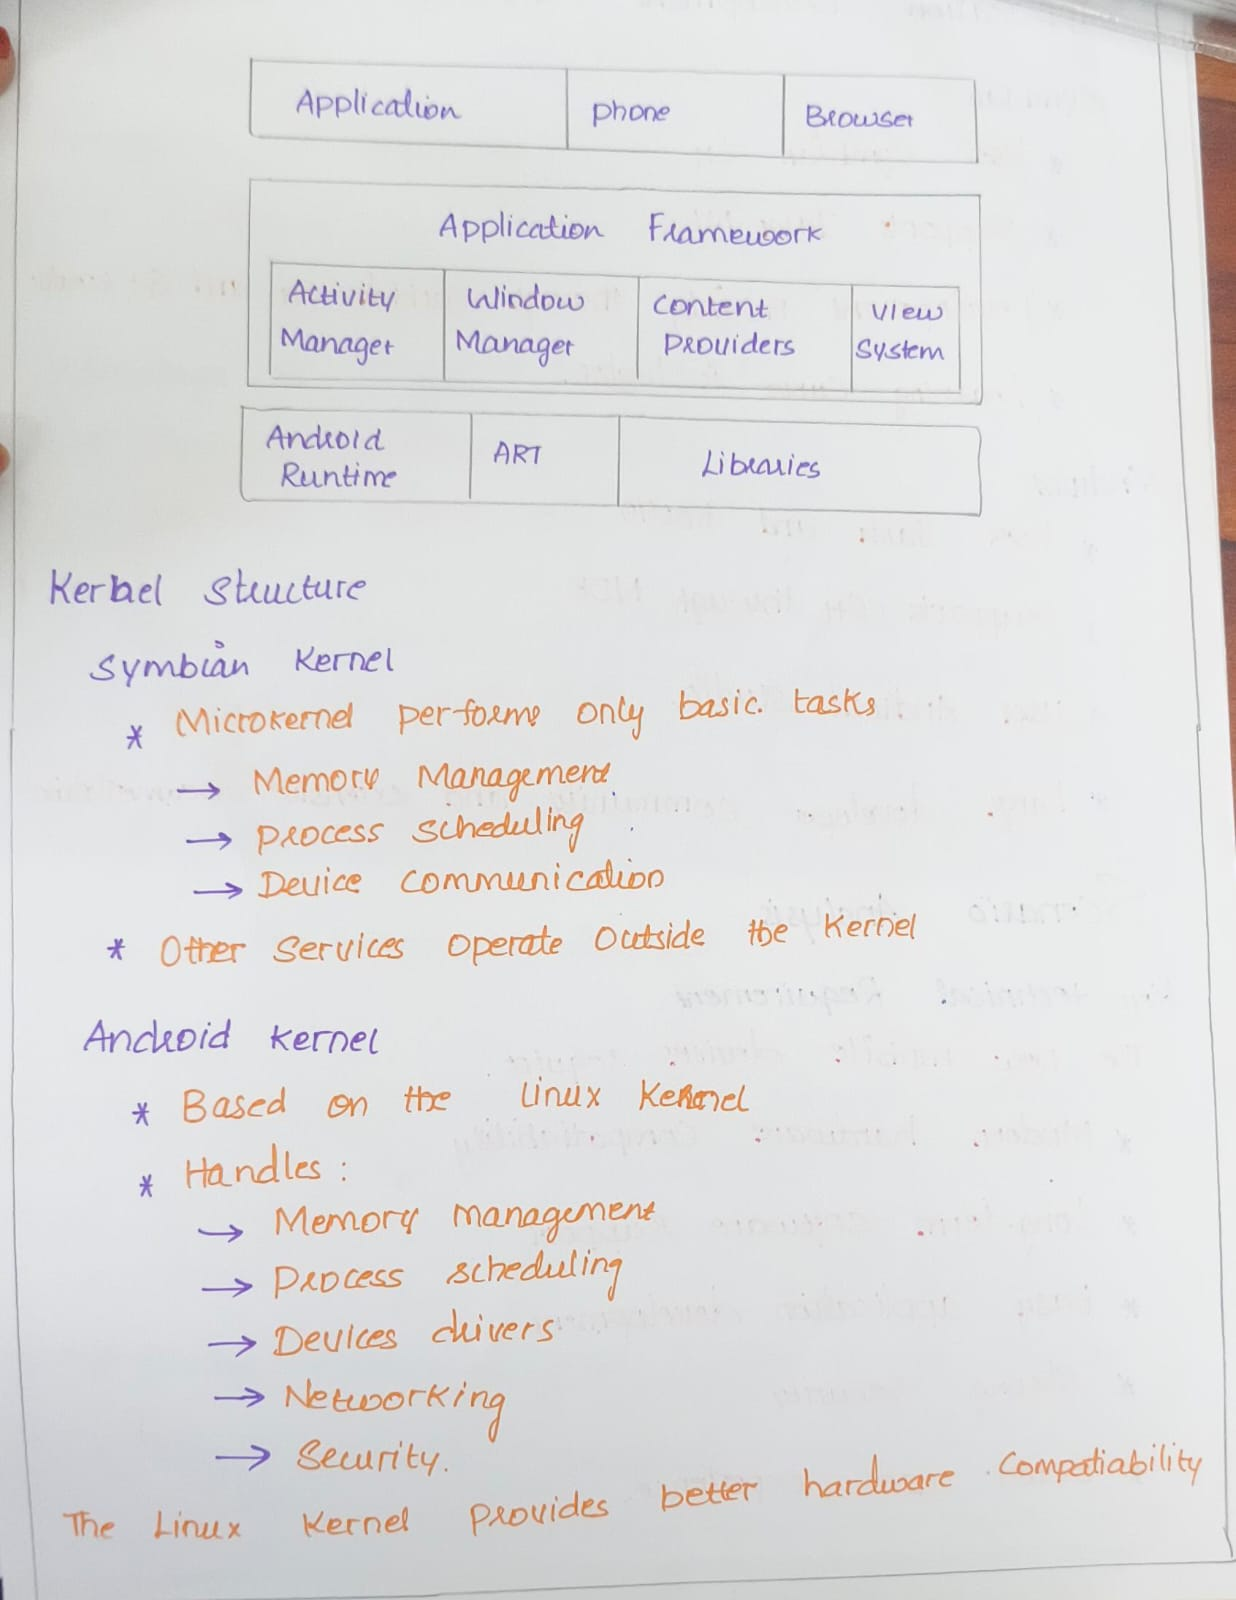 Application phone Browser
Application Framework
Activity Manager Window Manager Content Providers View System
Android Runtime ART Libraries
Kernel Structure
Symbian Kernel
* Microkernel performs only basic tasks
→ Memory Management
→ Process scheduling
→ Device communication
* Other services operate outside the Kernel
Android Kernel
* Based on the Linux Kernel
* Handles :
→ Memory management
→ Process scheduling
→ Devices drivers
→ Networking
→ Security.
The Linux Kernel provides better hardware Compatiability